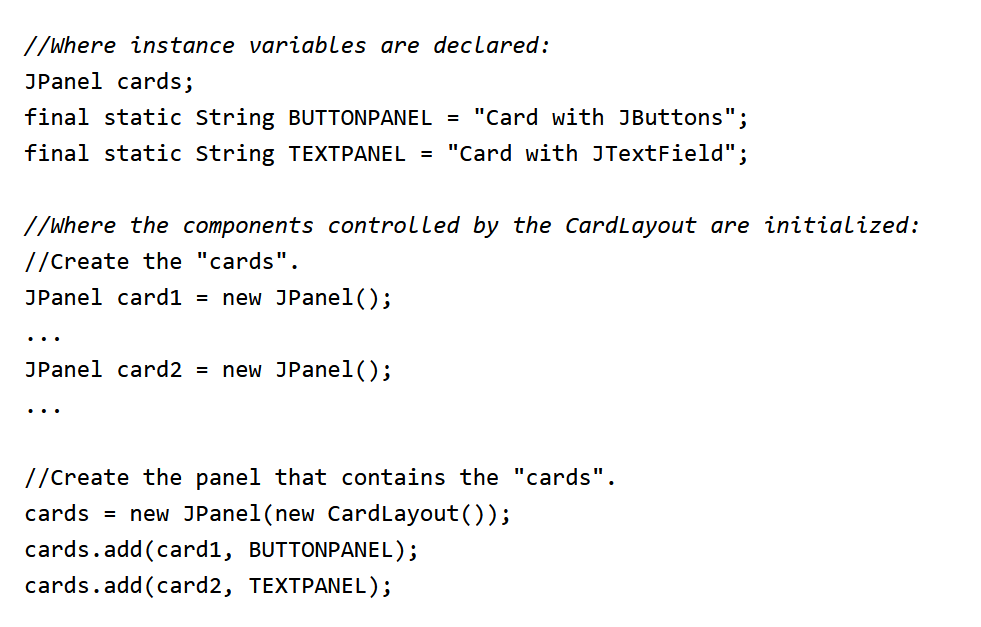 //Where instance variables are declared:
JPanel cards;
final static String BUTTONPANEL = "Card with JButtons";
final static String TEXTPANEL = "Card with JTextField";
//Where the components controlled by the CardLayout are initialized:
//Create the "cards".
JPanel card1 = new JPanel();
...
JPanel card2 = new JPanel();
...
//Create the panel that contains the "cards".
cards = new JPanel(new CardLayout());
cards.add(card1, BUTTONPANEL);
cards.add(card2, TEXTPANEL);